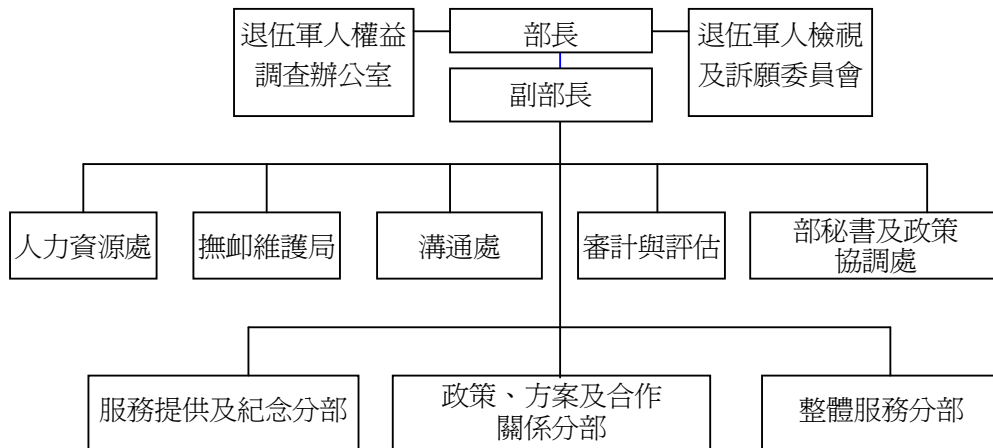 退伍軍人權益
調查辦公室
部長
退伍軍人檢視
及訴願委員會
副部長
人力資源處
撫卹維護局
溝通處
審計與評估
部秘書及政策
協調處
服務提供及紀念分部
政策、方案及合作
關係分部
整體服務分部